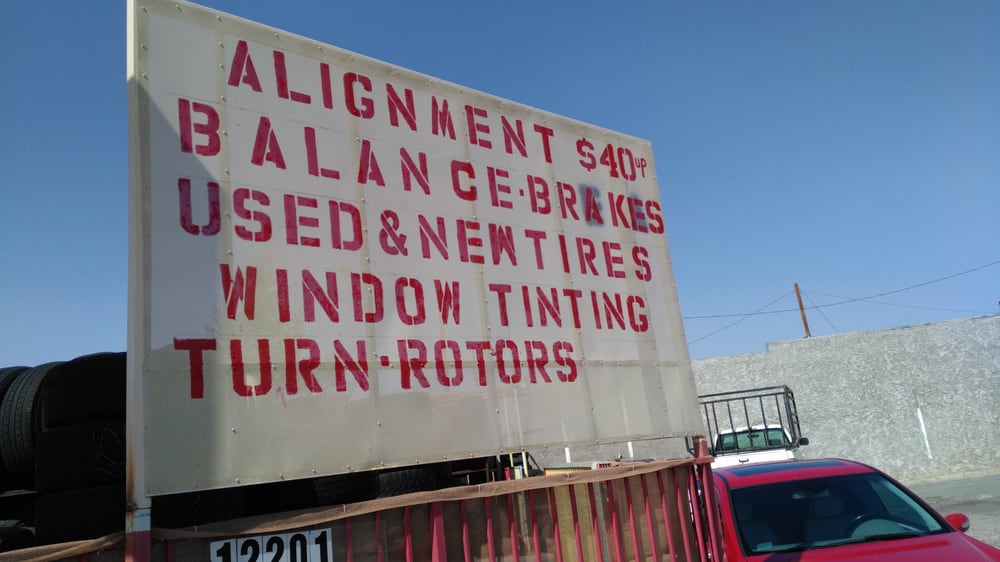 ALIGNMENT $40UP
BALANCE·BRAKES
USED & NEW TIRES
WINDOW TINTING
TURN·ROTORS
12201